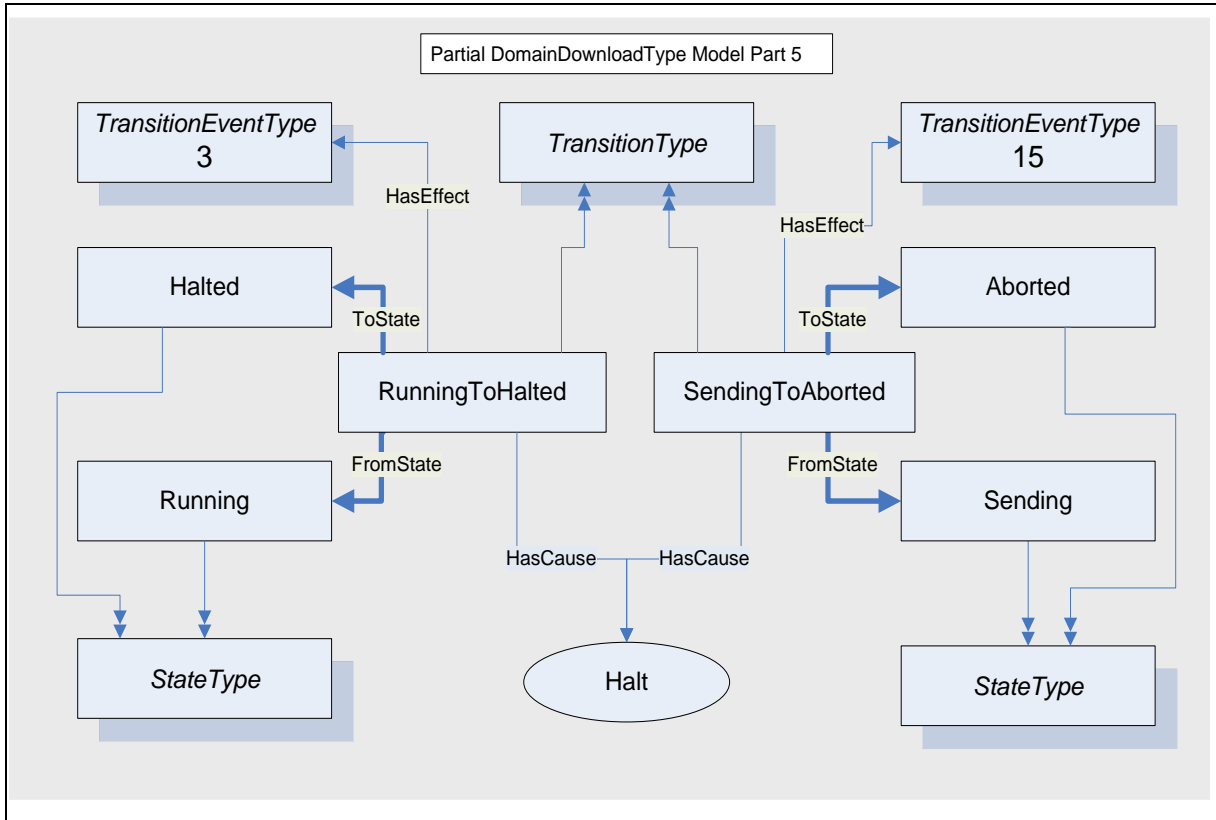 Partial DomainDownloadType Model Part 5
TransitionEventType
3
TransitionType
TransitionEventType
15
HasEffect
HasEffect
Halted
Aborted
ToState
ToState
RunningToHalted
SendingToAborted
FromState
FromState
Running
Sending
HasCause
HasCause
StateType
Halt
StateType